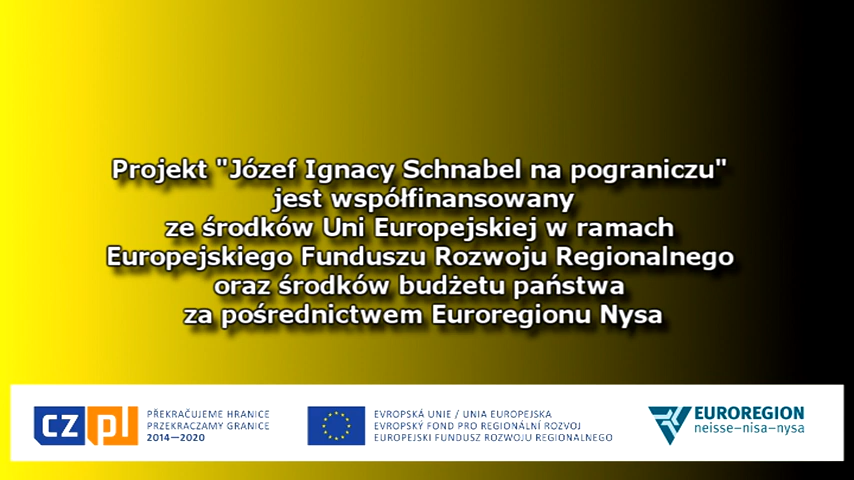 Projekt "Józef Ignacy Schnabel na pograniczu"
jest współfinansowany
ze środków Uni Europejskiej w ramach
Europejskiego Funduszu Rozwoju Regionalnego
oraz środków budżetu państwa
za pośrednictwem Euroregionu Nysa
cz pl
PŘEKRAČUJEME HRANICE
PRZEKRACZAMY GRANICE
2014—2020
EVROPSKÁ UNIE / UNIA EUROPEJSKA
EVROPSKÝ FOND PRO REGIONÁLNÍ ROZVOJ
EUROPEJSKI FUNDUSZ ROZWOJU REGIONALNEGO
EUROREGION
neisse–nisa–nysa